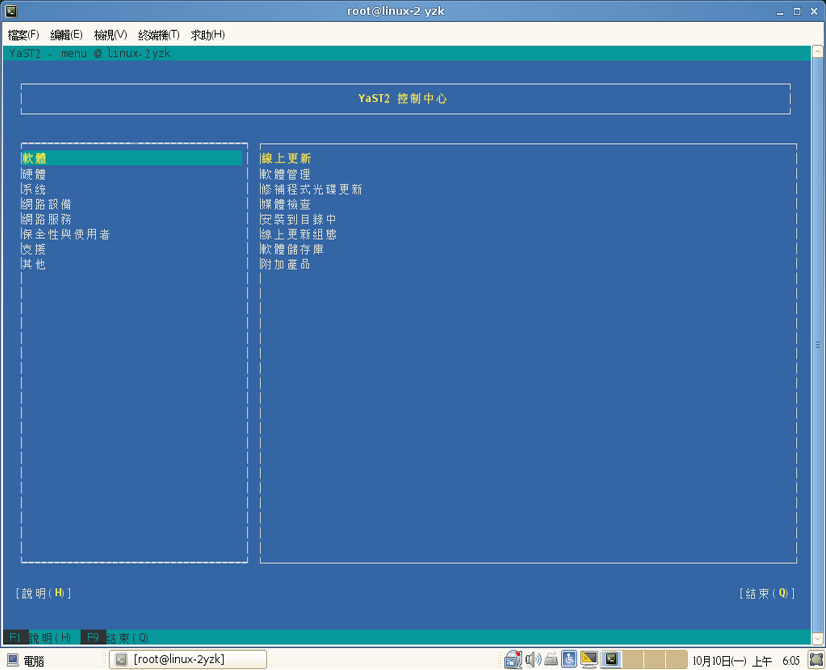 root@linux-2 yzk
檔案(F) 編輯(E) 檢視(V) 終端機(T) 求助(H)
YaST2 - menu @ linux-2yzk
YaST2 控制中心
軟體
硬體
系統
網路設備
網路服務
保全性與使用者
支援
其他
線上更新
軟體管理
修補程式光碟更新
媒體檢查
安裝到目錄中
線上更新組態
軟體儲存庫
附加產品
[說明(H)] [結束(Q)]
F1說明(H) F9結束(Q)
電腦 [root@linux-2yzk] 10月10日(一) 上午 6:05